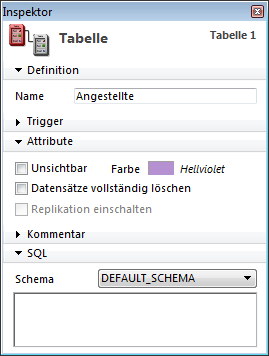 Inspektor
Tabelle
Tabelle 1
Definition
Name Angestellte
Trigger
Attribute
Unsichtbar Farbe Hellviolet
Datensätze vollständig löschen
Replikation einschalten
Kommentar
SQL
Schema DEFAULT_SCHEMA